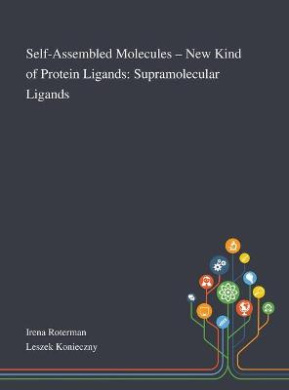 Self-Assembled Molecules – New Kind
of Protein Ligands: Supramolecular
Ligands
Irena Roterman
Leszek Konieczny